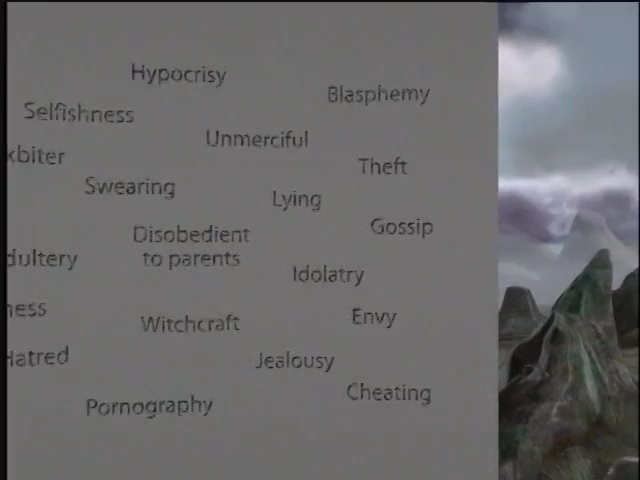 Hypocrisy
Blasphemy
Selfishness
Unmerciful
kbiter
Theft
Swearing
Lying
Gossip
Disobedient
to parents
dultery
Idolatry
ness
Witchcraft
Envy
Hatred
Jealousy
Cheating
Pornography